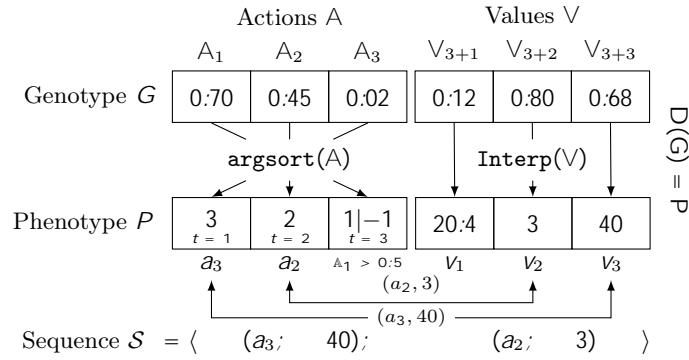 Actions A Values V
A1 A2 A3 V3+1 V3+2 V3+3
Genotype G 0:70 0:45 0:02 0:12 0:80 0:68
argsort(A) Interp(V)
D(G) = P
Phenotype P 3 2 1|−1 20:4 3 40
t = 1 t = 2 t = 3
a3 a2 A1 > 0:5 v1 v2 v3
(a2, 3)
(a3, 40)
Sequence S = ⟨ (a3; 40); (a2; 3) ⟩